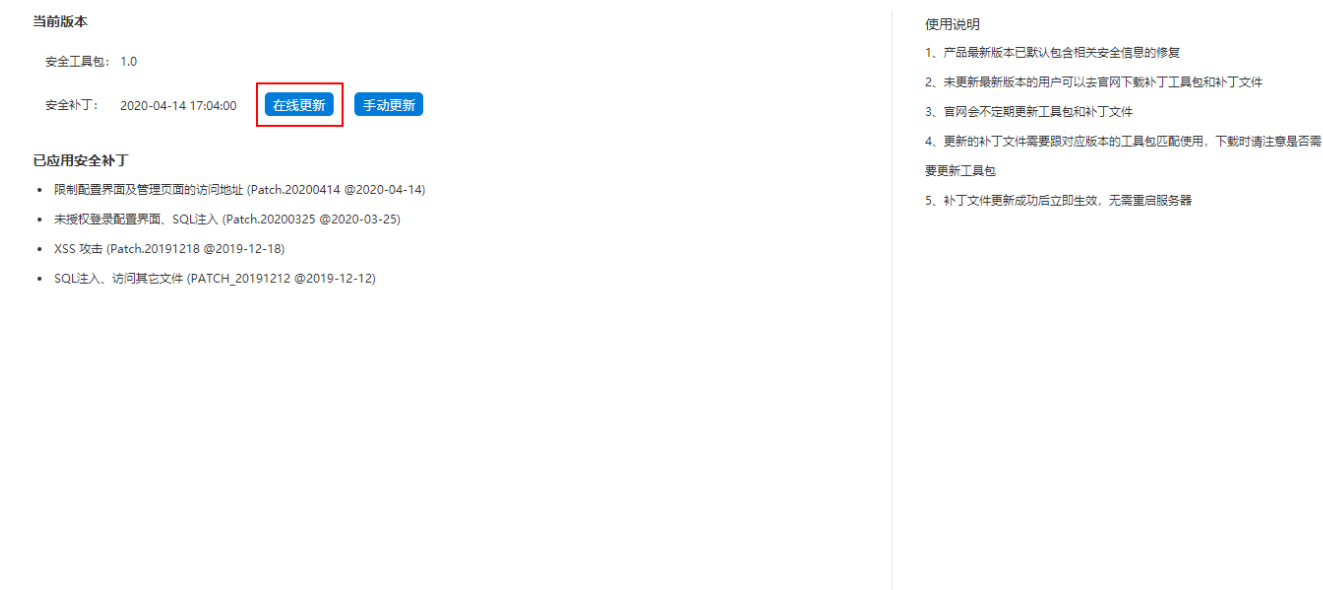 当前版本
安全工具包： 1.0
安全补丁： 2020-04-14 17:04:00 在线更新 手动更新
已应用安全补丁
• 限制配置界面及管理页面的访问地址 (Patch.20200414 @2020-04-14)
• 未授权登录配置界面、SQL注入 (Patch.20200325 @2020-03-25)
• XSS 攻击 (Patch.20191218 @2019-12-18)
• SQL注入、访问其它文件 (PATCH_20191212 @2019-12-12)
使用说明
1、产品最新版本已默认包含相关安全信息的修复
2、未更新最新版本的用户可以去官网下载补丁工具包和补丁文件
3、官网会不定期更新工具包和补丁文件
4、更新的补丁文件需要跟对应版本的工具包匹配使用，下载时请注意是否需
要更新工具包
5、补丁文件更新成功后立即生效，无需重启服务器